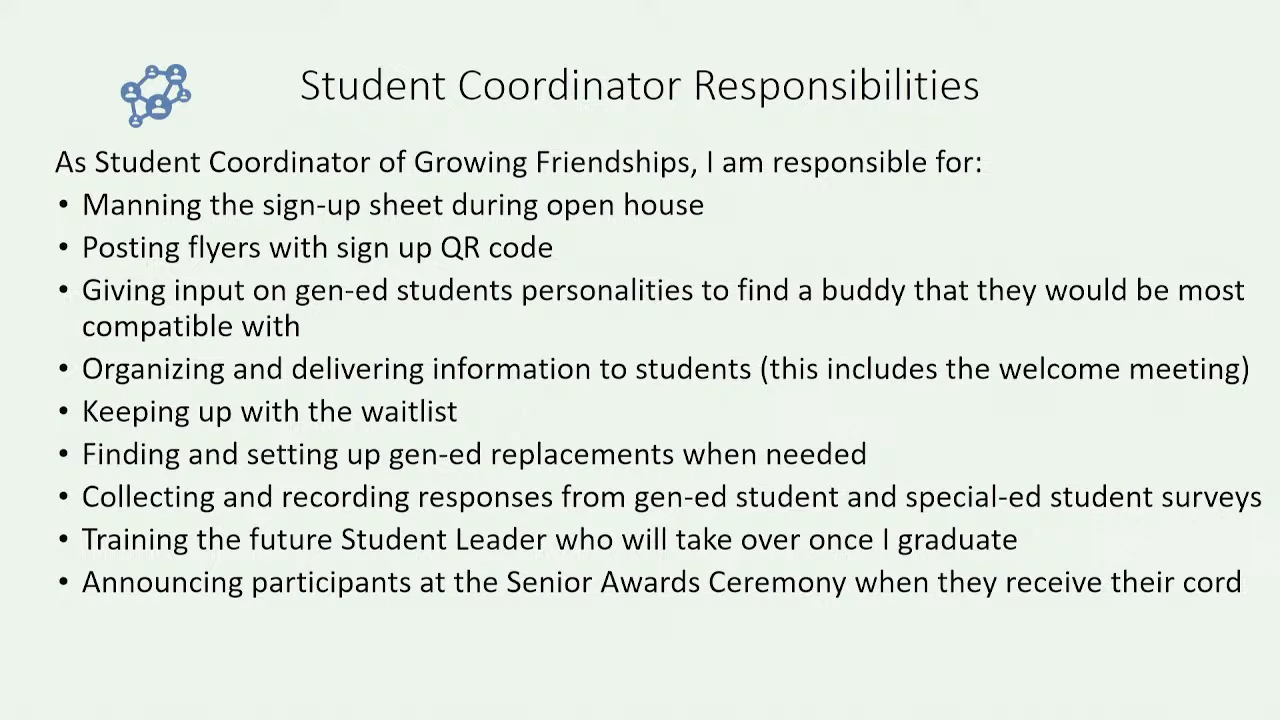 Student Coordinator Responsibilities
As Student Coordinator of Growing Friendships, I am responsible for:
• Manning the sign-up sheet during open house
• Posting flyers with sign up QR code
• Giving input on gen-ed students personalities to find a buddy that they would be most
compatible with
• Organizing and delivering information to students (this includes the welcome meeting)
• Keeping up with the waitlist
• Finding and setting up gen-ed replacements when needed
• Collecting and recording responses from gen-ed student and special-ed student surveys
• Training the future Student Leader who will take over once I graduate
• Announcing participants at the Senior Awards Ceremony when they receive their cord